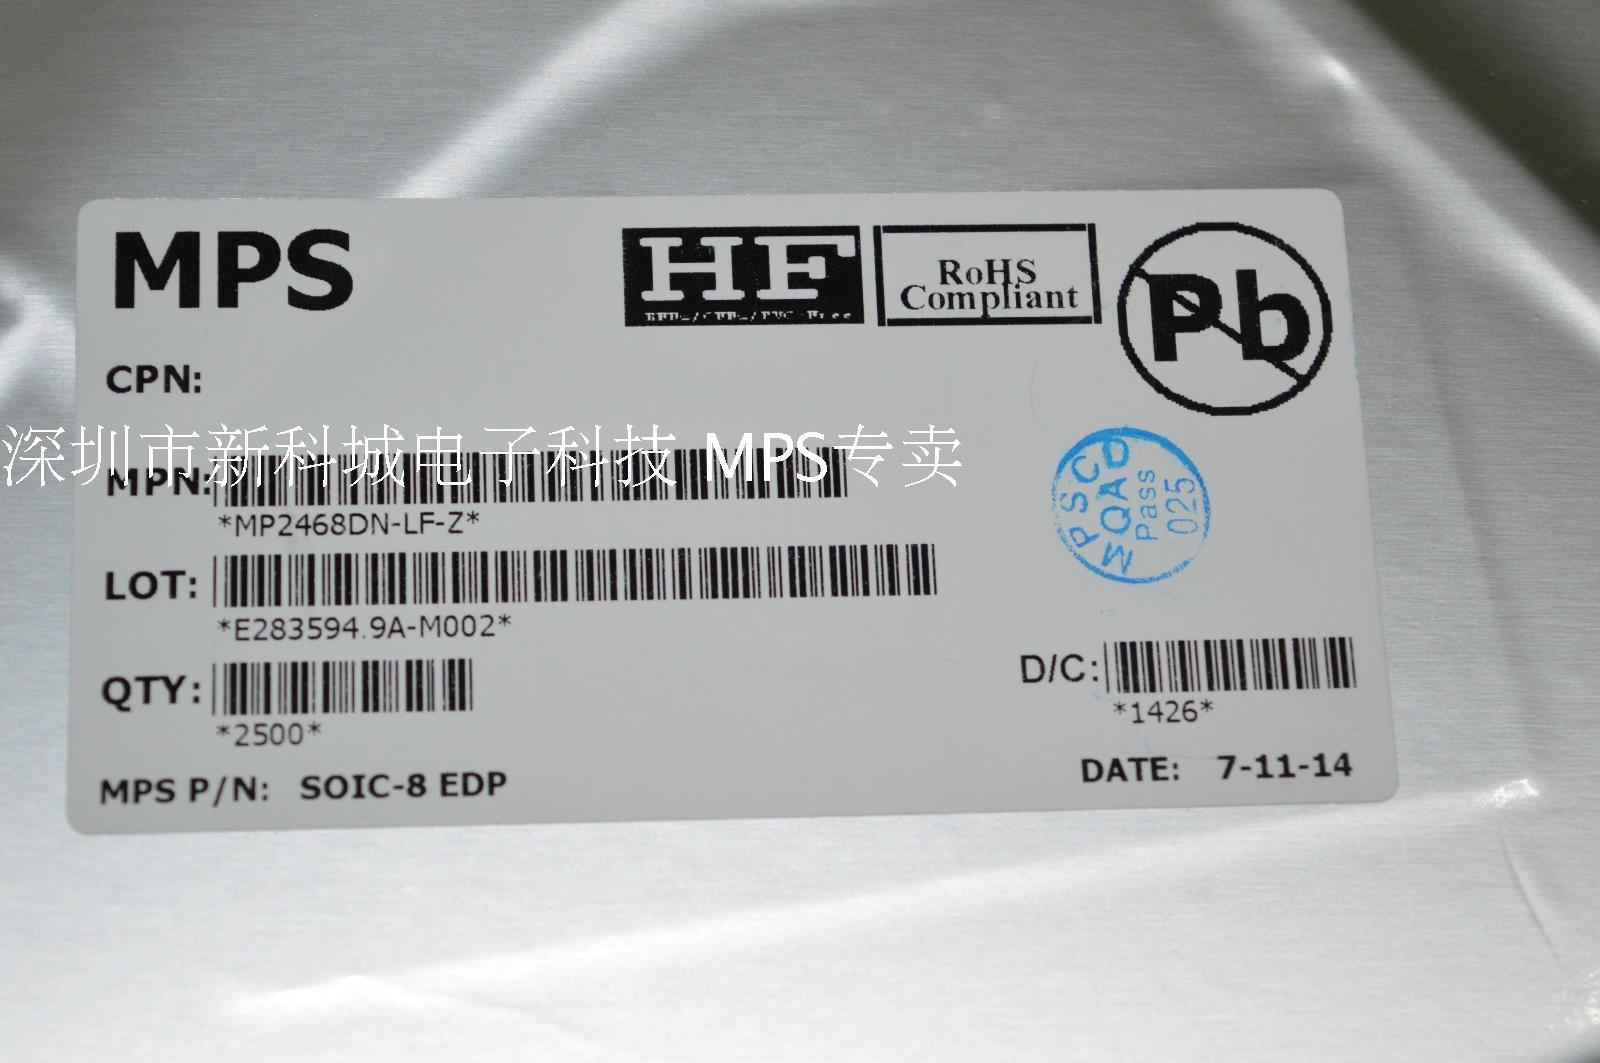 MPS
HF
RoHS
Compliant
Pb
CPN:
深圳市新科城电子科技 MPS专卖
MPN:
*MP2468DN-LF-Z*
MPSCD
MQAD
Pass
025
LOT:
*E283594.9A-M002*
QTY:
*2500*
D/C:
*1426*
MPS P/N: SOIC-8 EDP
DATE: 7-11-14